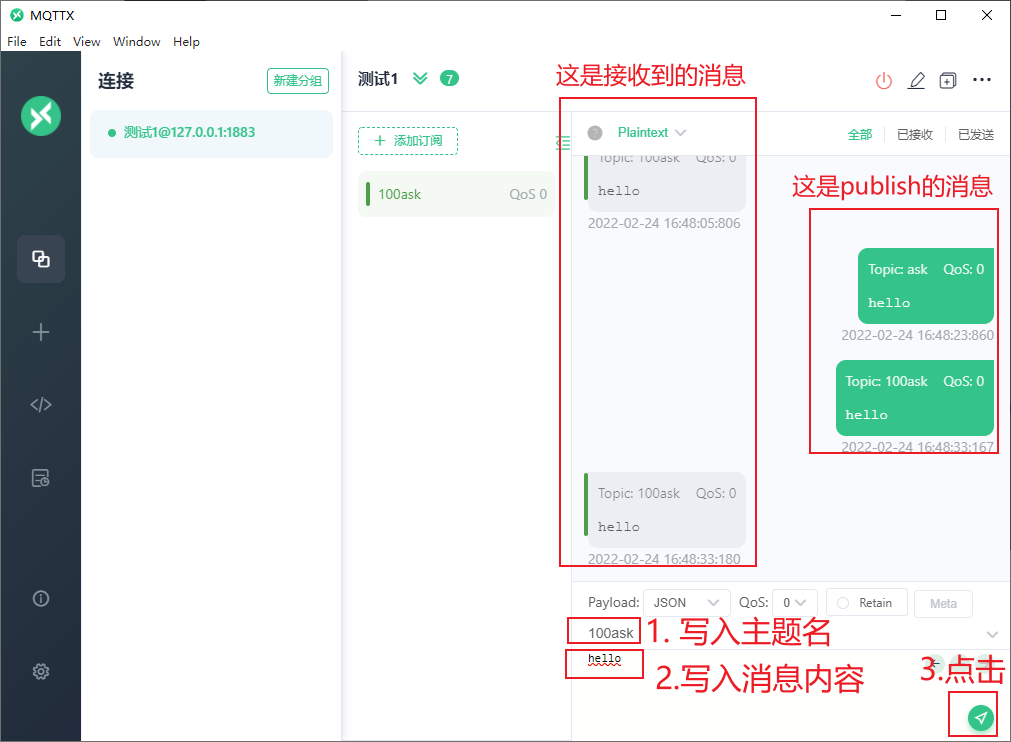 MQTTX
File Edit View Window Help
连接
新建分组
测试1@127.0.0.1:1883
测试1 7
添加订阅
100ask QoS 0
这是接收到的消息
Plaintext
全部 已接收 已发送
Topic: 100ask QoS: 0
hello
2022-02-24 16:48:05:806
这是publish的消息
Topic: ask QoS: 0
hello
2022-02-24 16:48:23:860
Topic: 100ask QoS: 0
hello
2022-02-24 16:48:33:167
Topic: 100ask QoS: 0
hello
2022-02-24 16:48:33:180
Payload: JSON QoS: 0 Retain Meta
100ask 1. 写入主题名
hello 2.写入消息内容
3.点击